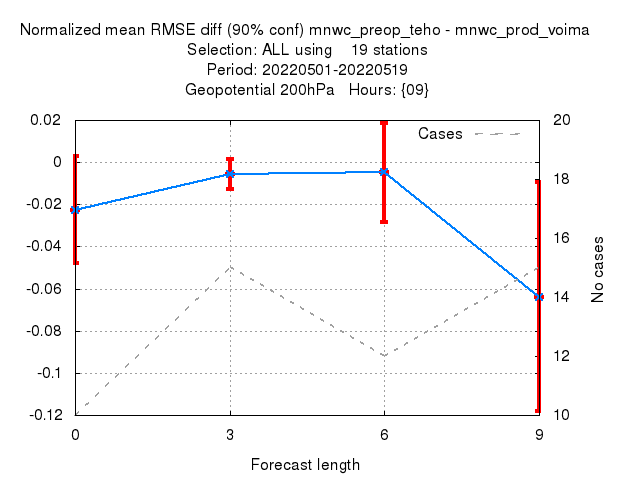 Normalized mean RMSE diff (90% conf) mnwc_preop_teho - mnwc_prod_voima
Selection: ALL using    19 stations
Period: 20220501-20220519
Geopotential 200hPa   Hours: {09}
Cases
0.02
0
-0.02
-0.04
-0.06
-0.08
-0.1
-0.12
20
18
16
14
12
10
No cases
0 3 6 9
Forecast length